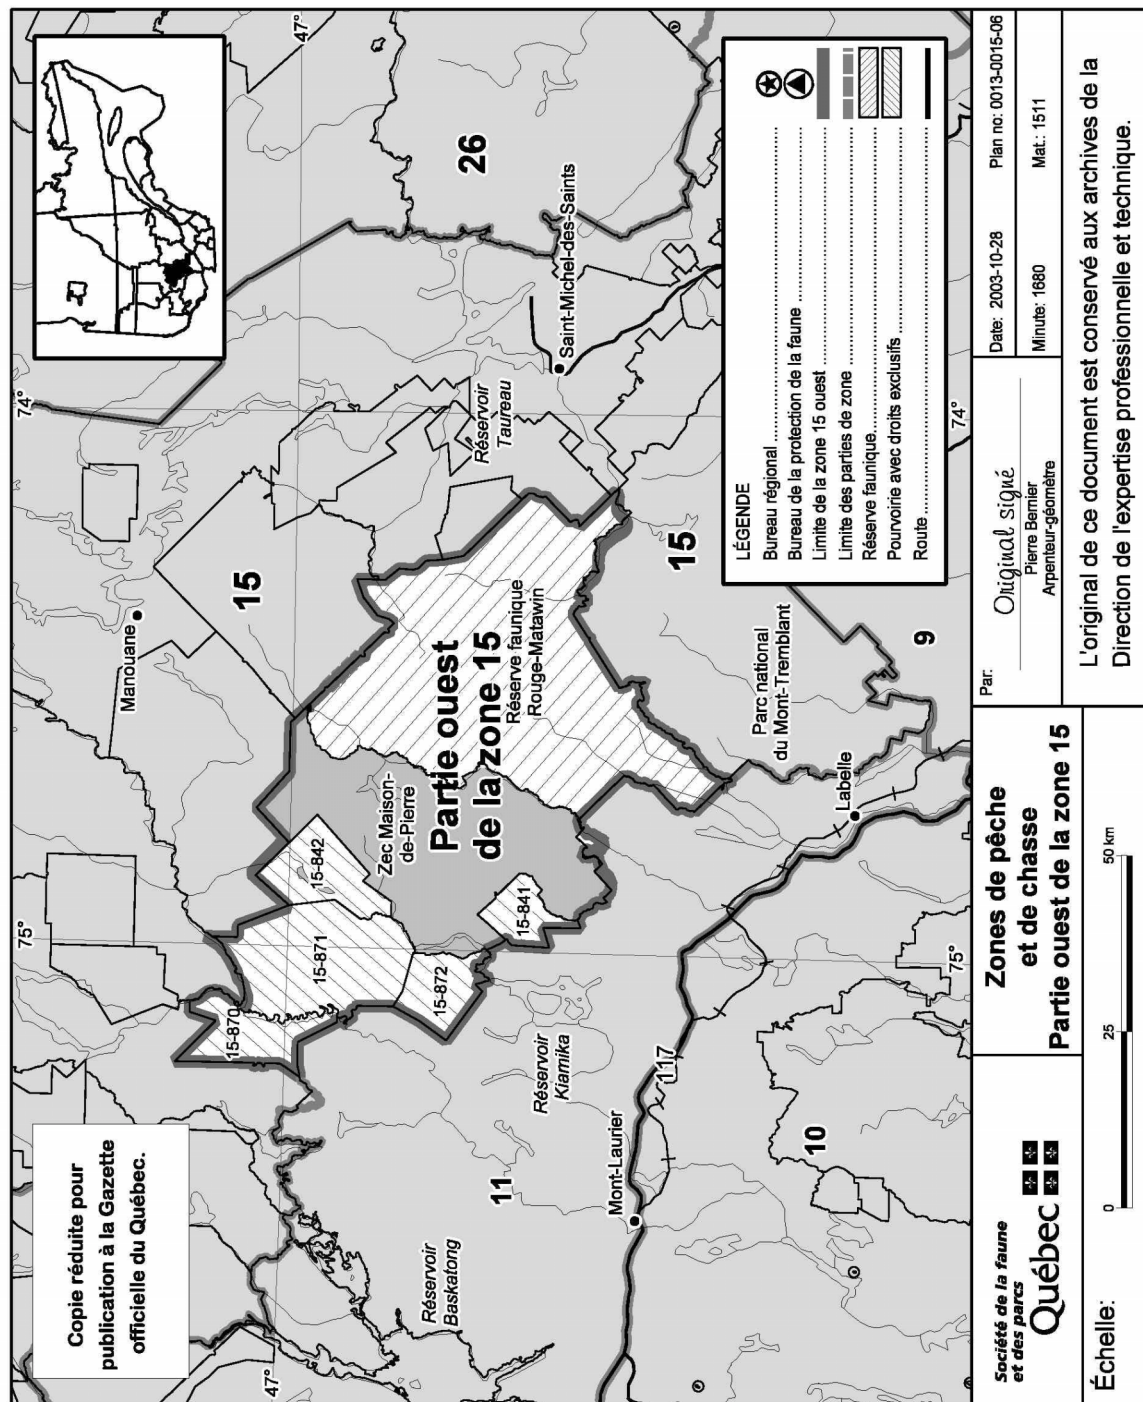 Copie réduite pour
publication à la Gazette
officielle du Québec.
75°
74°
47°
47°
Manouane
15
26
15-870
15-871
15-842
15-872
15-841
Zec Maison-
de-Pierre
Partie ouest
de la zone 15
Réserve faunique
Rouge-Matawin
Réservoir
Taureau
Saint-Michel-des-Saints
Réservoir
Baskatong
11
Réservoir
Kiamika
Mont-Laurier
117
10
Labelle
Parc national
du Mont-Tremblant
15
9
75°
74°
LÉGENDE
Bureau régional
Bureau de la protection de la faune
Limite de la zone 15 ouest
Limite des parties de zone
Réserve faunique
Pourvoirie avec droits exclusifs
Route
Société de la faune
et des parcs
Québec
Zones de pêche
et de chasse
Partie ouest de la zone 15
Par:
Original signé
Pierre Bernier
Arpenteur-géomètre
Date: 2003-10-28
Plan no: 0013-0015-06
Minute: 1680
Mat.: 1511
Échelle:
0
25
50 km
L'original de ce document est conservé aux archives de la
Direction de l'expertise professionnelle et technique.